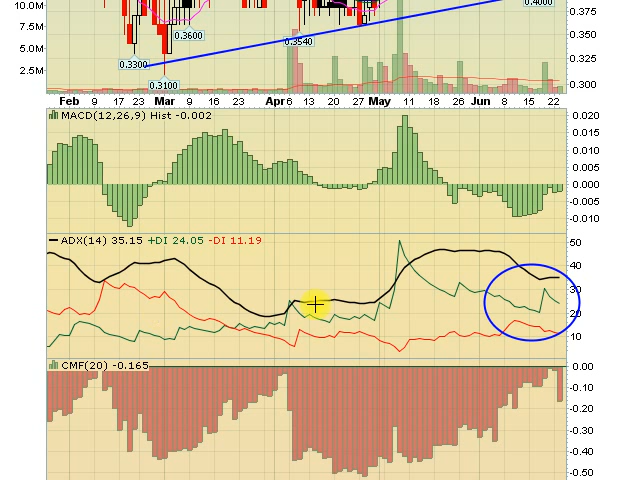 10.0M 0.4000 0.375
7.5M 0.3600 0.350
5.0M 0.3300 0.3540 0.325
2.5M 0.3100 0.300
Feb 9 17 23 Mar 9 16 23 Apr 6 13 20 27 May 11 18 26 Jun 8 15 22
MACD(12,26,9) Hist -0.002 0.020
0.015
0.010
0.005
0.000
-0.005
-0.010
ADX(14) 35.15 +DI 24.05 -DI 11.19 50
40
30
20
10
CMF(20) -0.165 0.00
-0.10
-0.20
-0.30
-0.40
-0.50